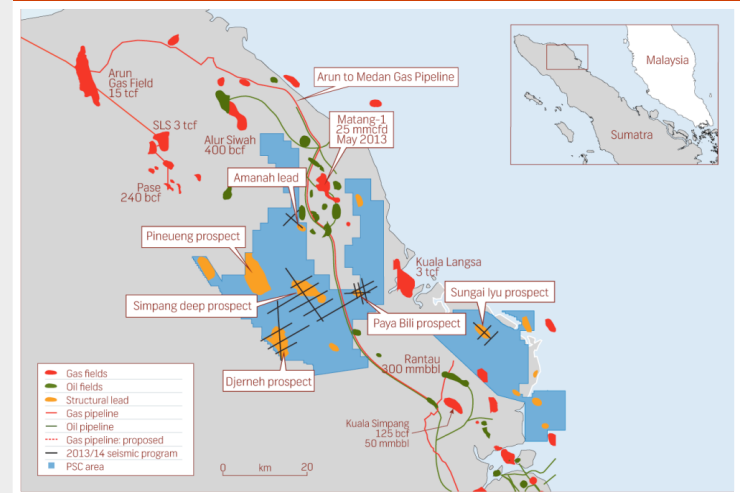 Malaysia
Sumatra
Arun
Gas Field
15 tcf
Arun to Medan Gas Pipeline
SLS 3 tcf
Alur Siwah
400 bcf
Matang-1
25 mmcfd
May 2013
Pase
240 bcf
Amanah lead
Pineung prospect
Kuala Langsa
3 tcf
Simpang deep prospect
Sungai Iyu prospect
Paya Bili prospect
Djerneh prospect
Rantau
300 mmbbl
Kuala Simpang
125 bcf
50 mmbbl
Gas fields
Oil fields
Structural lead
Gas pipeline
Oil pipeline
Gas pipeline: proposed
2013/14 seismic program
PSC area
0 km 20